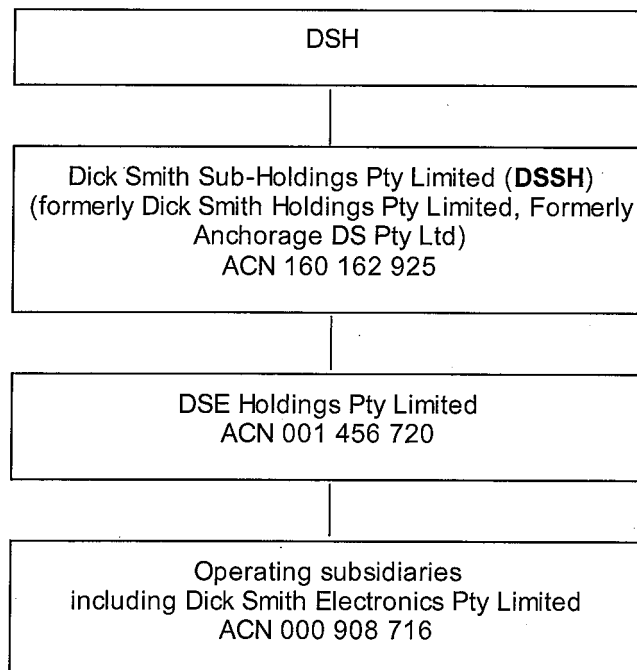 DSH
Dick Smith Sub-Holdings Pty Limited (DSSH)
(formerly Dick Smith Holdings Pty Limited, Formerly
Anchorage DS Pty Ltd)
ACN 160 162 925
DSE Holdings Pty Limited
ACN 001 456 720
Operating subsidiaries
including Dick Smith Electronics Pty Limited
ACN 000 908 716